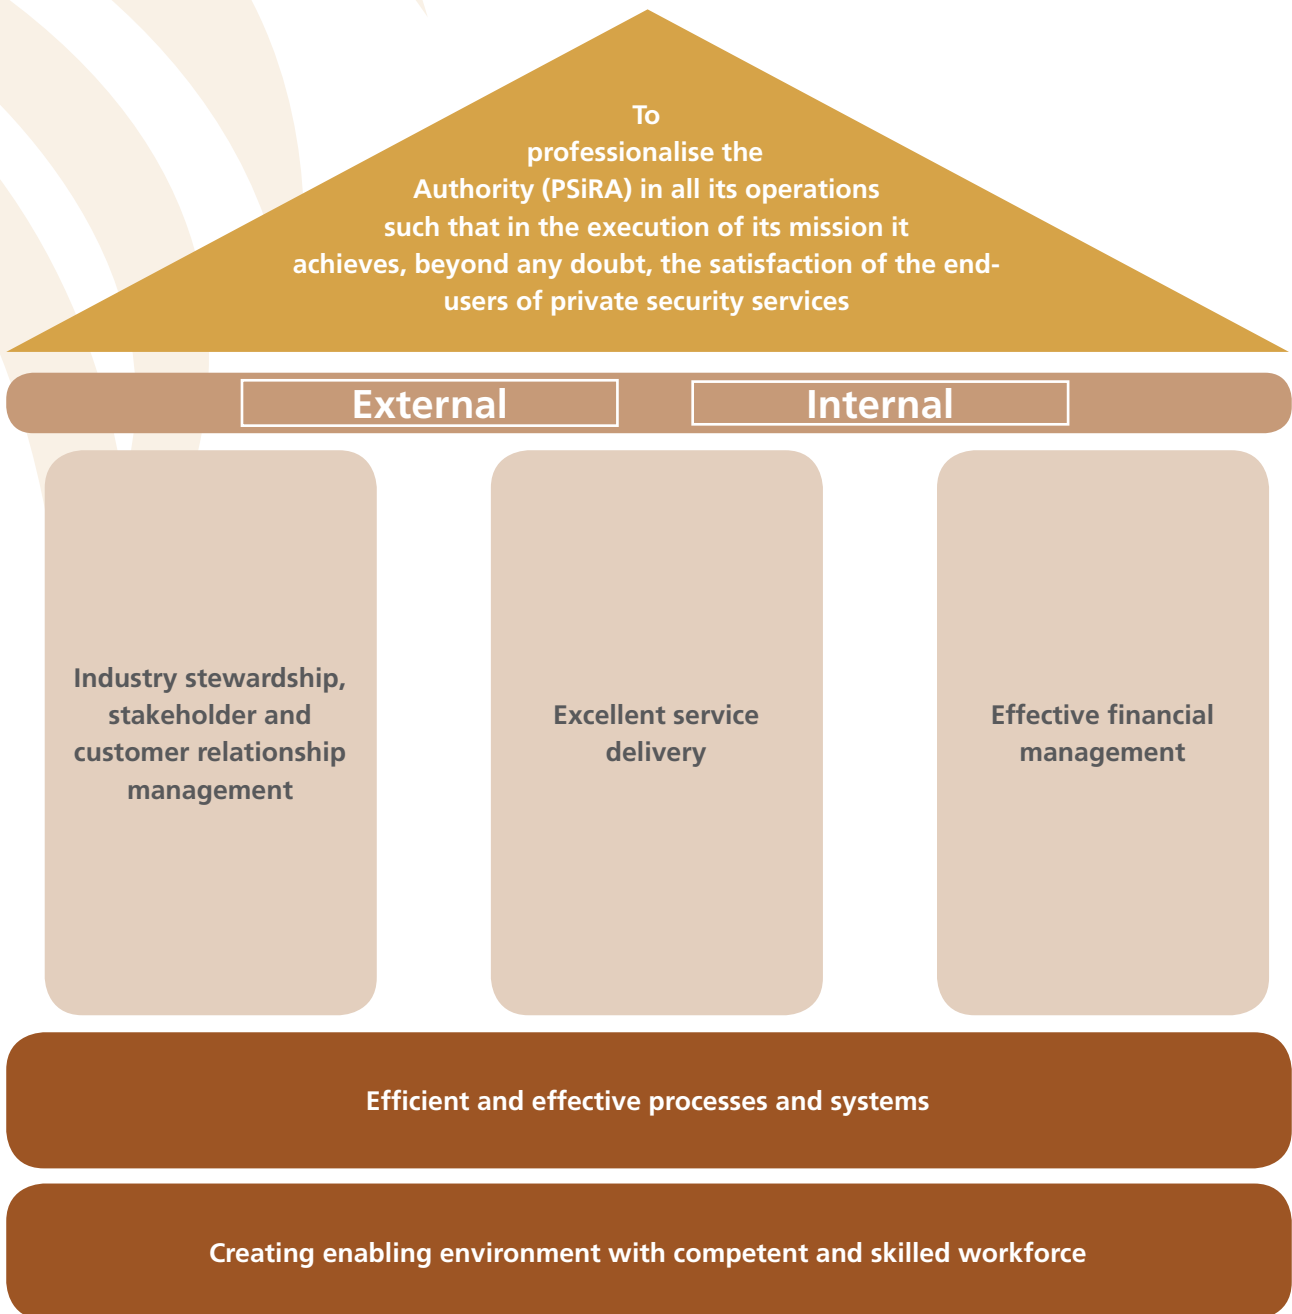 To
professionalise the
Authority (PSiRA) in all its operations
such that in the execution of its mission it
achieves, beyond any doubt, the satisfaction of the end-
users of private security services
External
Internal
Industry stewardship,
stakeholder and
customer relationship
management
Excellent service
delivery
Effective financial
management
Efficient and effective processes and systems
Creating enabling environment with competent and skilled workforce